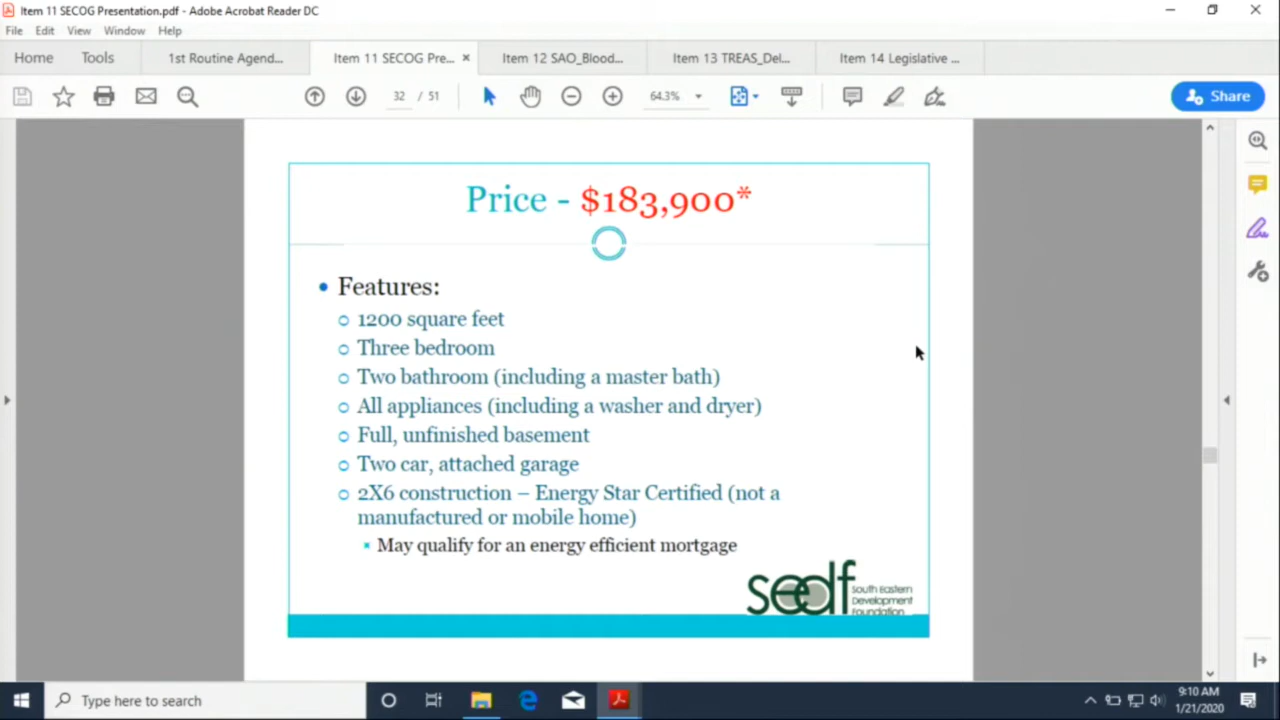 Item 11 SECOG Presentation.pdf - Adobe Acrobat Reader DC
File Edit View Window Help
Home Tools 1st Routine Agend... Item 11 SECOG Pre... × Item 12 SAO_Blood... Item 13 TREAS_Del... Item 14 Legislative ...
32 / 51 64.3% Share
Price - $183,900*
Features:
1200 square feet
Three bedroom
Two bathroom (including a master bath)
All appliances (including a washer and dryer)
Full, unfinished basement
Two car, attached garage
2X6 construction – Energy Star Certified (not a
manufactured or mobile home)
May qualify for an energy efficient mortgage
seedf South Eastern
Development
Foundation
Type here to search
9:10 AM
1/21/2020